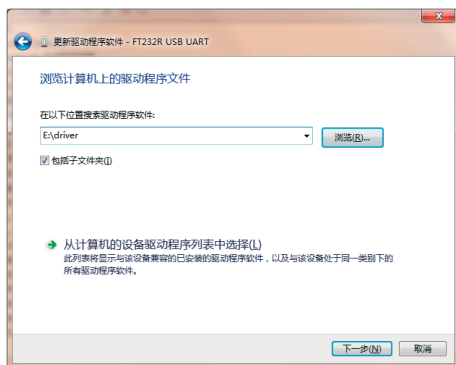 更新驱动程序软件 - FT232R USB UART
浏览计算机上的驱动程序文件
在以下位置搜索驱动程序软件:
E:\driver
浏览(R)...
包括子文件夹(I)
从计算机的设备驱动程序列表中选择(L)
此列表将显示与该设备兼容的已安装的驱动程序软件，以及与该设备处于同一类别下的
所有驱动程序软件。
下一步(N)
取消